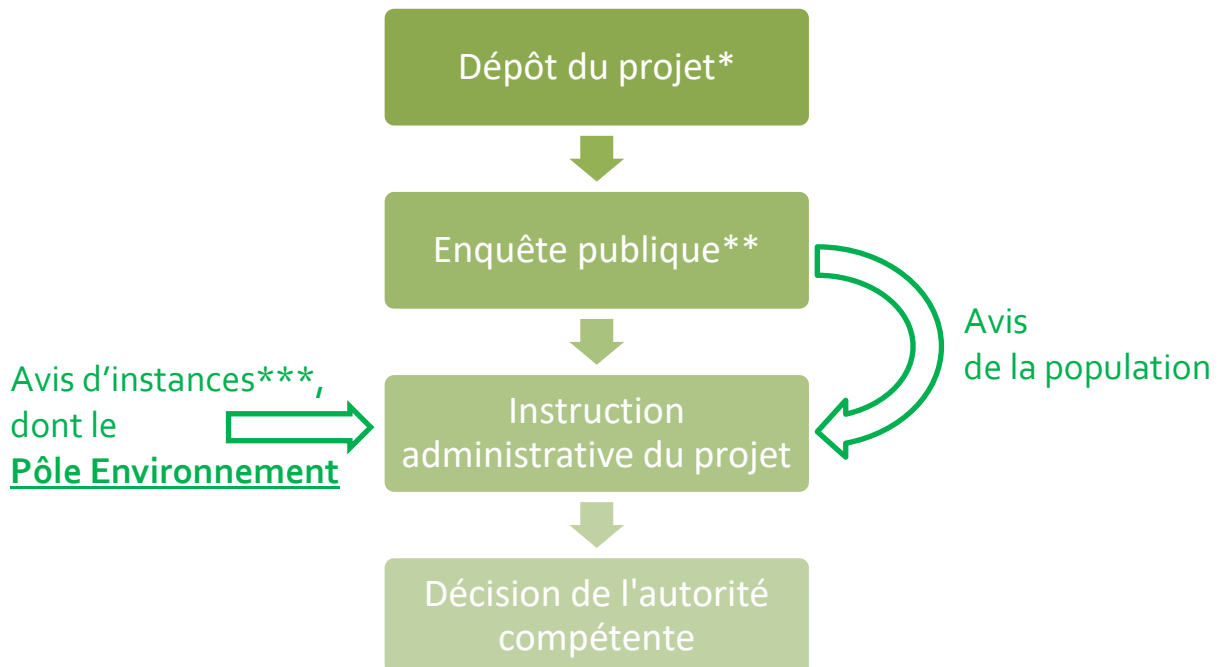 Dépôt du projet*
Enquête publique**
Avis
de la population
Avis d’instances***,
dont le
Pôle Environnement
Instruction
administrative du projet
Décision de l'autorité
compétente